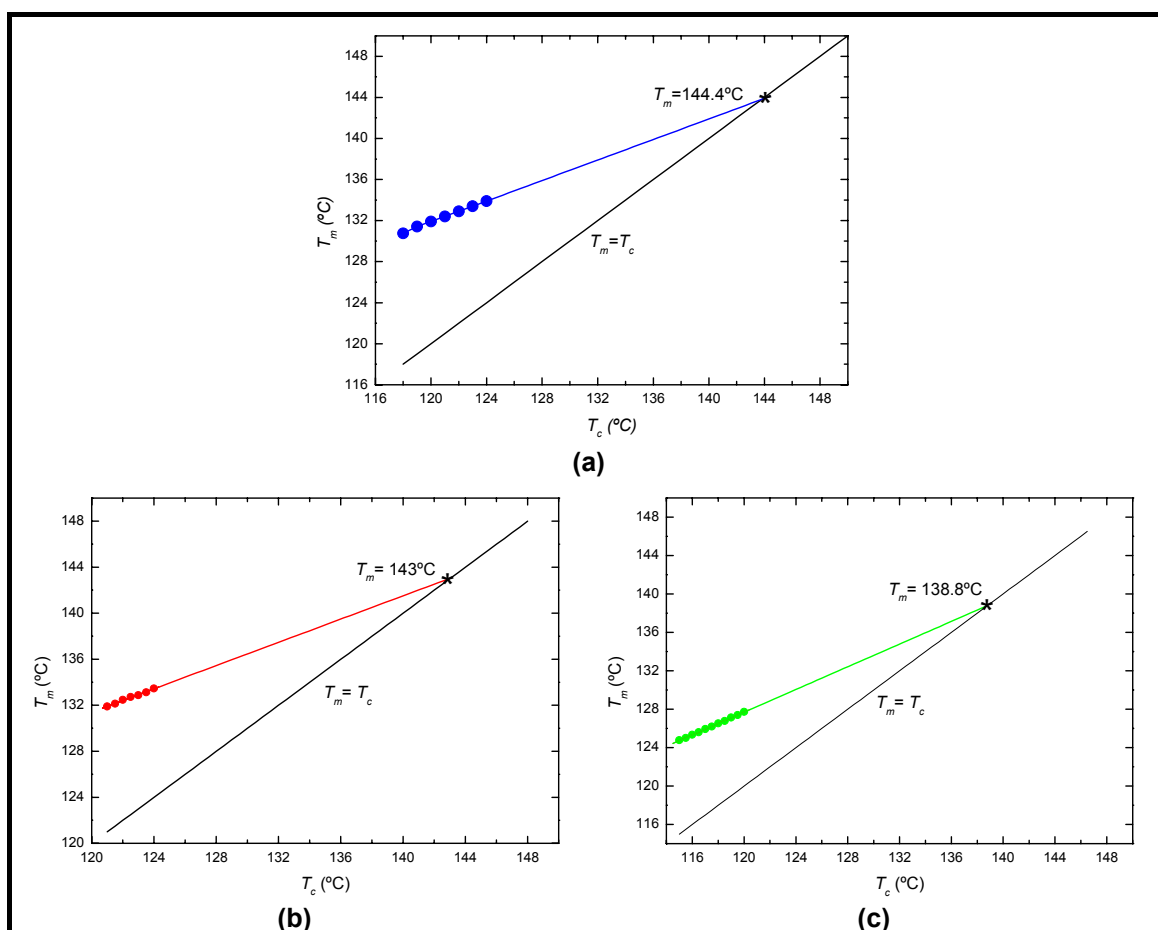 148
144
140
136
132
128
124
120
116
T_m (ºC)
T_m=144.4ºC
T_m=T_c
116 120 124 128 132 136 140 144 148
T_c (ºC)
(a)
148
144
140
136
132
128
124
120
T_m (ºC)
T_m= 143ºC
T_m= T_c
120 124 128 132 136 140 144 148
T_c (ºC)
(b)
148
144
140
136
132
128
124
120
116
T_m (ºC)
T_m= 138.8ºC
T_m= T_c
116 120 124 128 132 136 140 144 148
T_c (ºC)
(c)